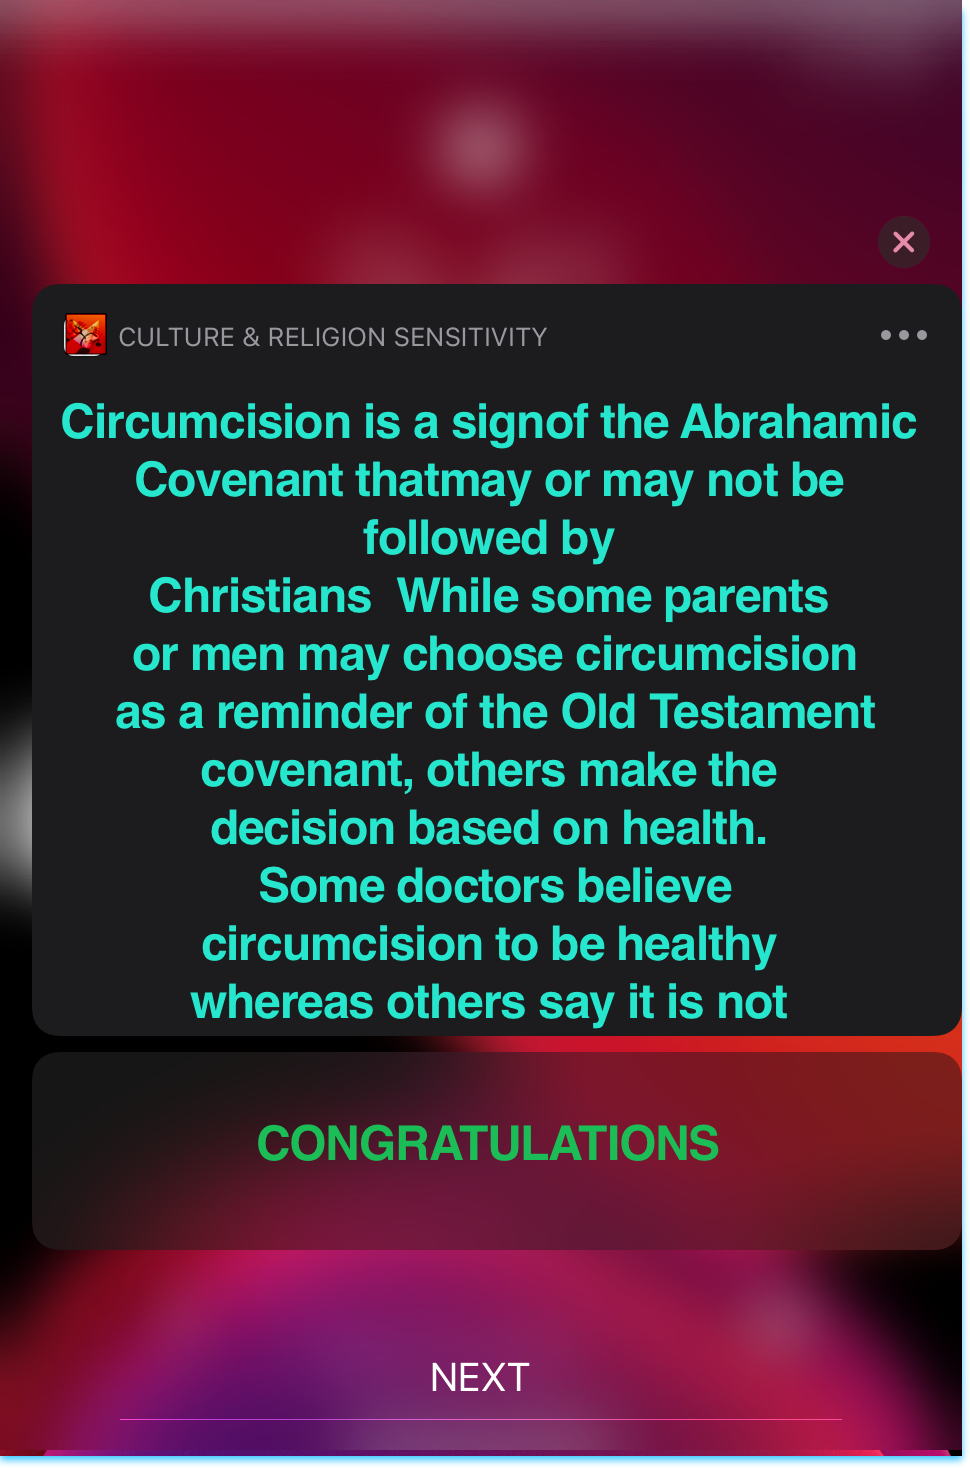 CULTURE & RELIGION SENSITIVITY
Circumcision is a signof the Abrahamic
Covenant thatmay or may not be
followed by
Christians  While some parents
or men may choose circumcision
as a reminder of the Old Testament
covenant, others make the
decision based on health.
Some doctors believe
circumcision to be healthy
whereas others say it is not
CONGRATULATIONS
NEXT